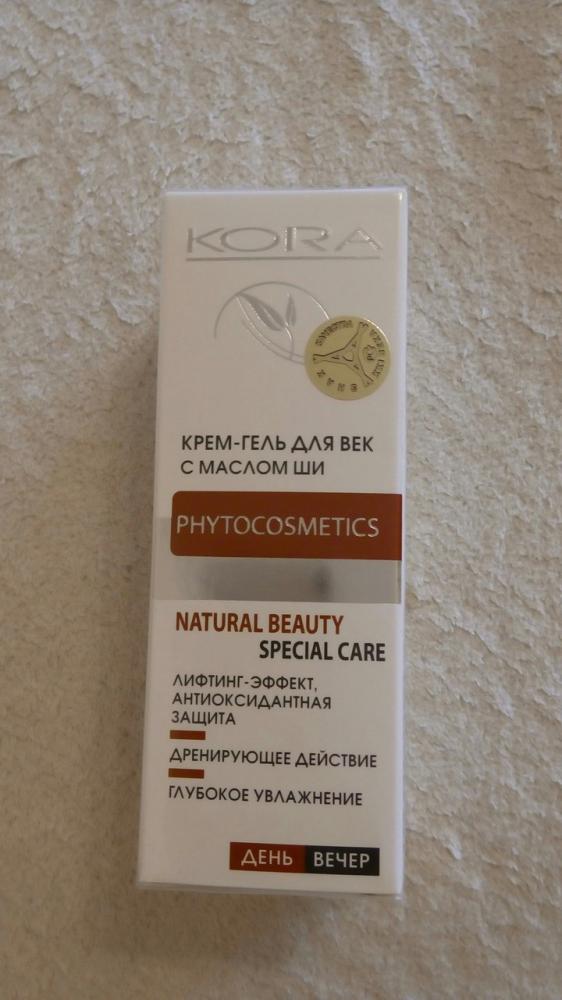 KORA
КРЕМ-ГЕЛЬ ДЛЯ ВЕК
С МАСЛОМ ШИ
PHYTOCOSMETICS
NATURAL BEAUTY
SPECIAL CARE
ЛИФТИНГ-ЭФФЕКТ,
АНТИОКСИДАНТНАЯ
ЗАЩИТА
ДРЕНИРУЮЩЕЕ ДЕЙСТВИЕ
ГЛУБОКОЕ УВЛАЖНЕНИЕ
ДЕНЬ ВЕЧЕР